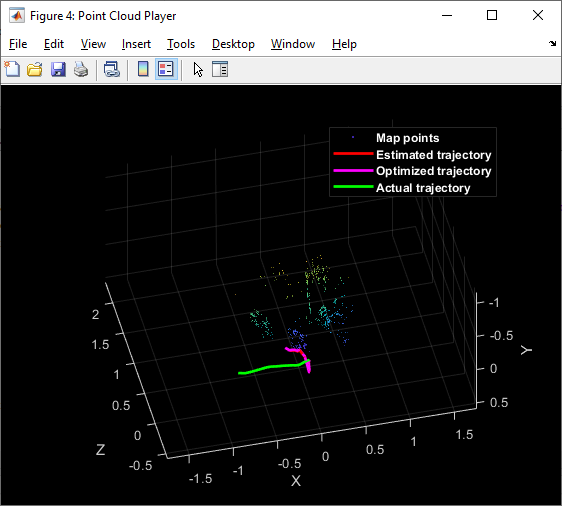 Figure 4: Point Cloud Player
File Edit View Insert Tools Desktop Window Help
Map points
Estimated trajectory
Optimized trajectory
Actual trajectory
2
1.5
1
0.5
0
-0.5
Z
-1.5
-1
-0.5
0
0.5
1
1.5
X
-1
-0.5
0
0.5
Y